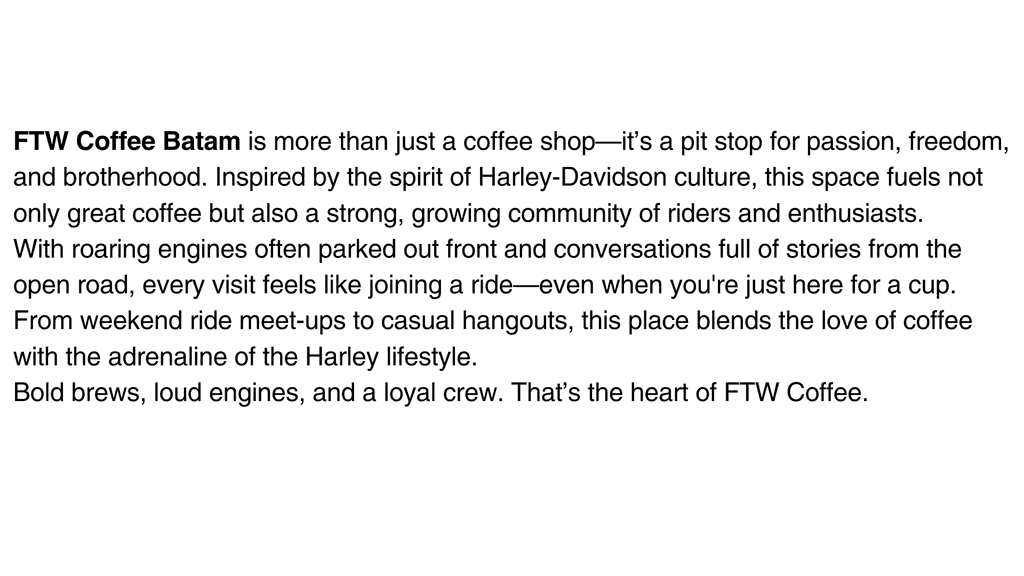 FTW Coffee Batam is more than just a coffee shop—it’s a pit stop for passion, freedom,
and brotherhood. Inspired by the spirit of Harley-Davidson culture, this space fuels not
only great coffee but also a strong, growing community of riders and enthusiasts.
With roaring engines often parked out front and conversations full of stories from the
open road, every visit feels like joining a ride—even when you're just here for a cup.
From weekend ride meet-ups to casual hangouts, this place blends the love of coffee
with the adrenaline of the Harley lifestyle.
Bold brews, loud engines, and a loyal crew. That’s the heart of FTW Coffee.